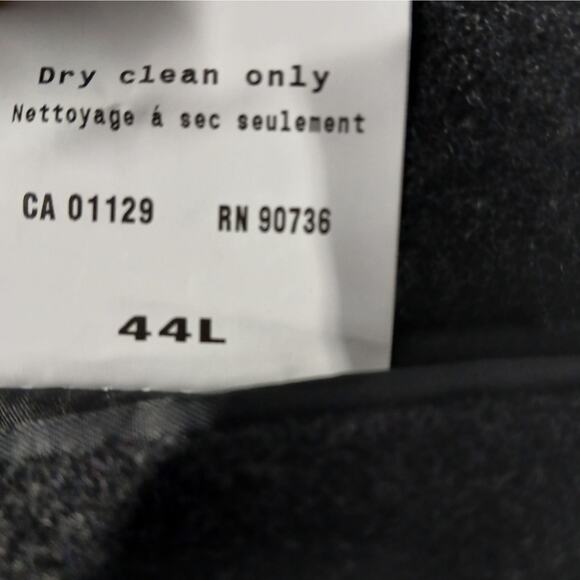 Dry clean only
Nettoyage á sec seulement
CA 01129 RN 90736
44L